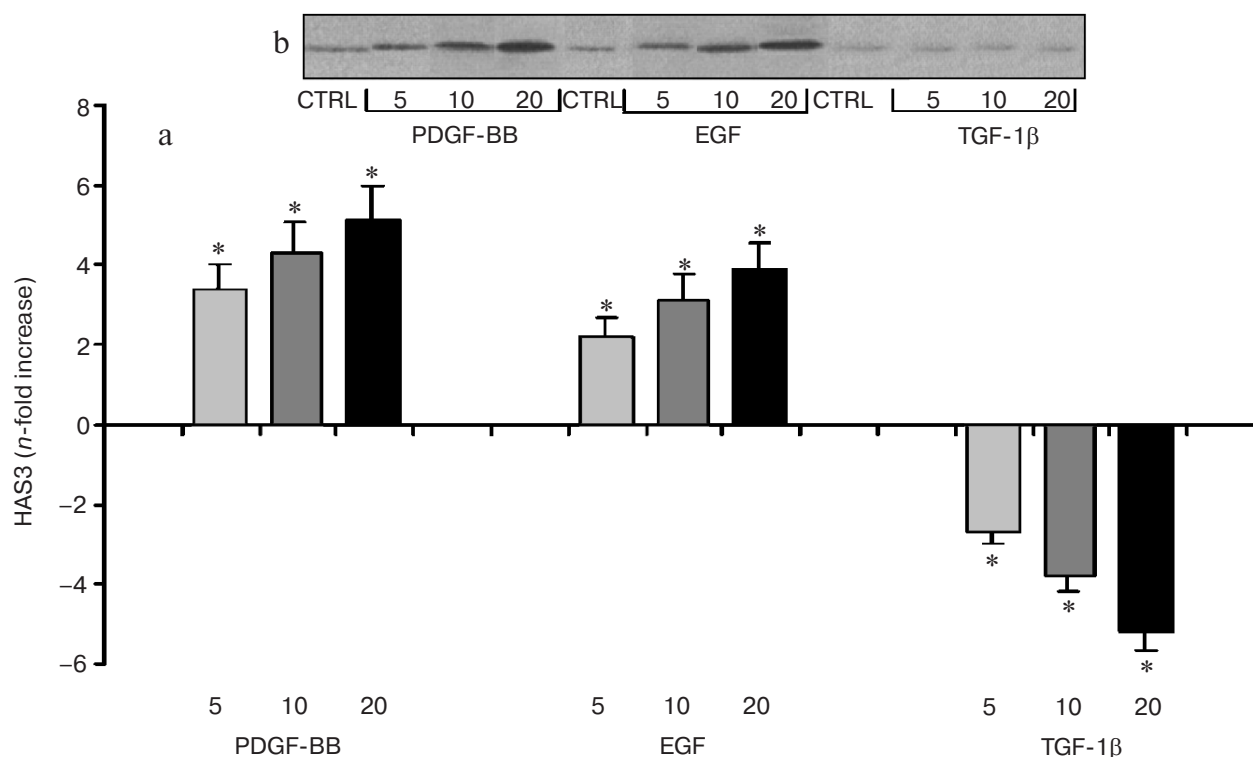 b
CTRL 5 10 20 CTRL 5 10 20 CTRL 5 10 20
PDGF-BB EGF TGF-1β
a
HAS3 (n-fold increase)
8
6
4
2
0
−2
−4
−6
* * * * * * * * *
5 10 20 5 10 20 5 10 20
PDGF-BB EGF TGF-1β